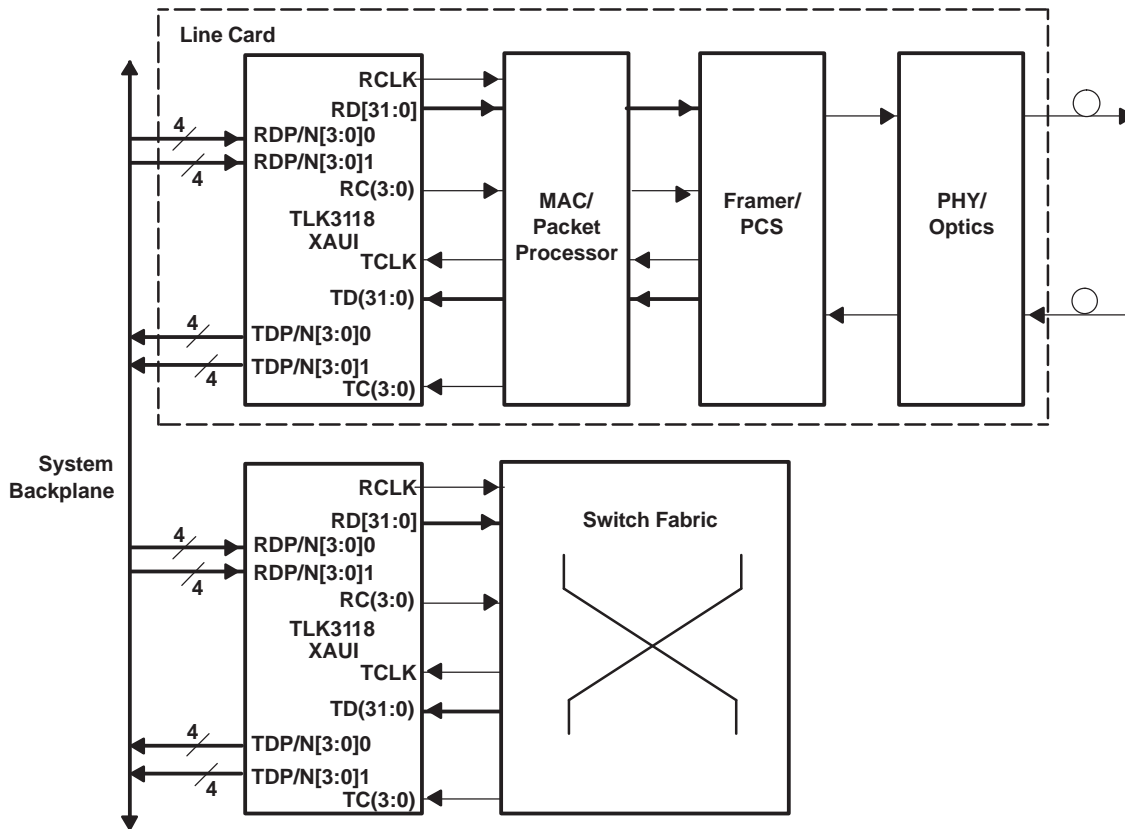 Line Card
RCLK
RD[31:0]
4
RDP/N[3:0]0
RDP/N[3:0]1
4
RC(3:0)
TLK3118
XAUI
TCLK
TD(31:0)
4
TDP/N[3:0]0
TDP/N[3:0]1
4
TC(3:0)
MAC/
Packet
Processor
Framer/
PCS
PHY/
Optics
System
Backplane
RCLK
RD[31:0]
4
RDP/N[3:0]0
RDP/N[3:0]1
4
RC(3:0)
TLK3118
XAUI
TCLK
TD(31:0)
4
TDP/N[3:0]0
TDP/N[3:0]1
4
TC(3:0)
Switch Fabric